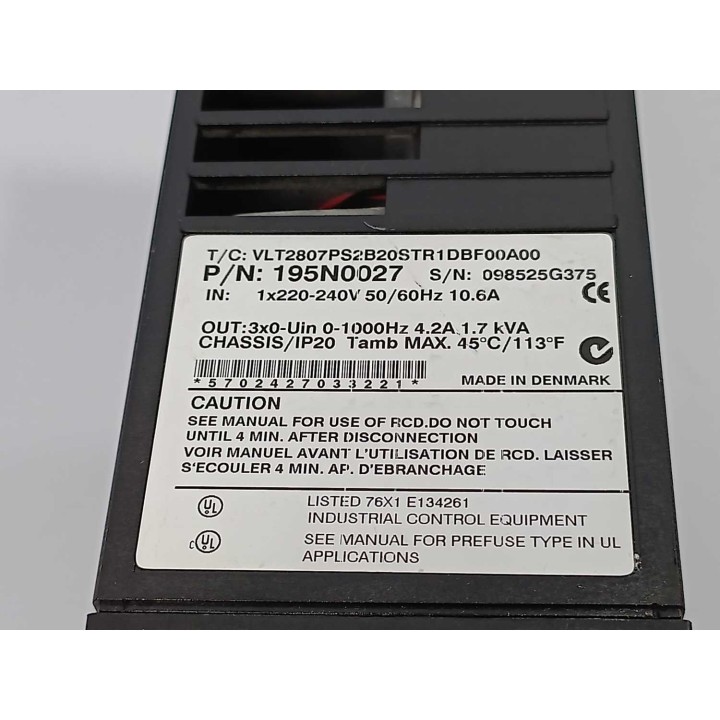 T/C: VLT2807PS2B20STR1DBF00A00
P/N: 195N0027 S/N: 098525G375
IN: 1x220-240V 50/60Hz 10.6A
CE
OUT:3x0-Uin 0-1000Hz 4.2A 1.7 kVA
CHASSIS/IP20 Tamb MAX. 45°C/113°F
*5702427033221*
MADE IN DENMARK
CAUTION
SEE MANUAL FOR USE OF RCD.DO NOT TOUCH
UNTIL 4 MIN. AFTER DISCONNECTION
VOIR MANUEL AVANT L'UTILISATION DE RCD. LAISSER
S'ECOULER 4 MIN. AP. D'EBRANCHAGE
UL LISTED 76X1 E134261
INDUSTRIAL CONTROL EQUIPMENT
c UL SEE MANUAL FOR PREFUSE TYPE IN UL
APPLICATIONS